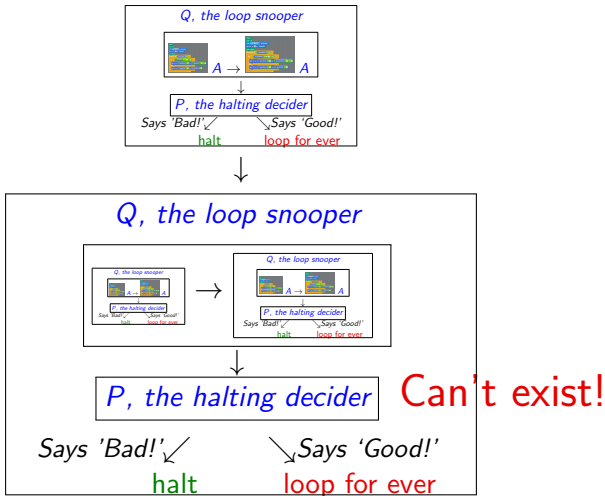 Q, the loop snooper
A → A
P, the halting decider
Says 'Bad!' Says ‘Good!’
halt loop for ever
Q, the loop snooper
Q, the loop snooper
Q, the loop snooper
A → A
A → A
P, the halting decider
P, the halting decider
Says 'Bad!' Says ‘Good!’
Says 'Bad!' Says ‘Good!’
halt loop for ever
halt loop for ever
P, the halting decider
Can't exist!
Says 'Bad!' Says ‘Good!’
halt loop for ever